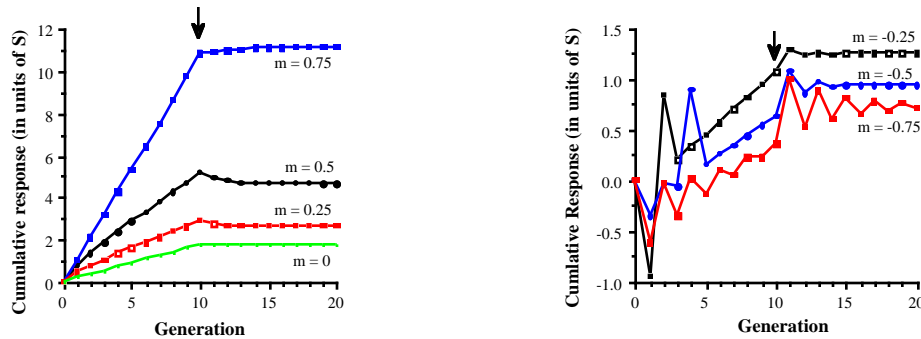 Cumulative response (in units of S)
12
10
8
6
4
2
0
m = 0.75
m = 0.5
m = 0.25
m = 0
0
5
10
15
20
Generation
Cumlative Response (in units of S)
1.5
1.0
0.5
0.0
-0.5
-1.0
m = -0.25
m = -0.5
m = -0.75
0
5
10
15
20
Generation